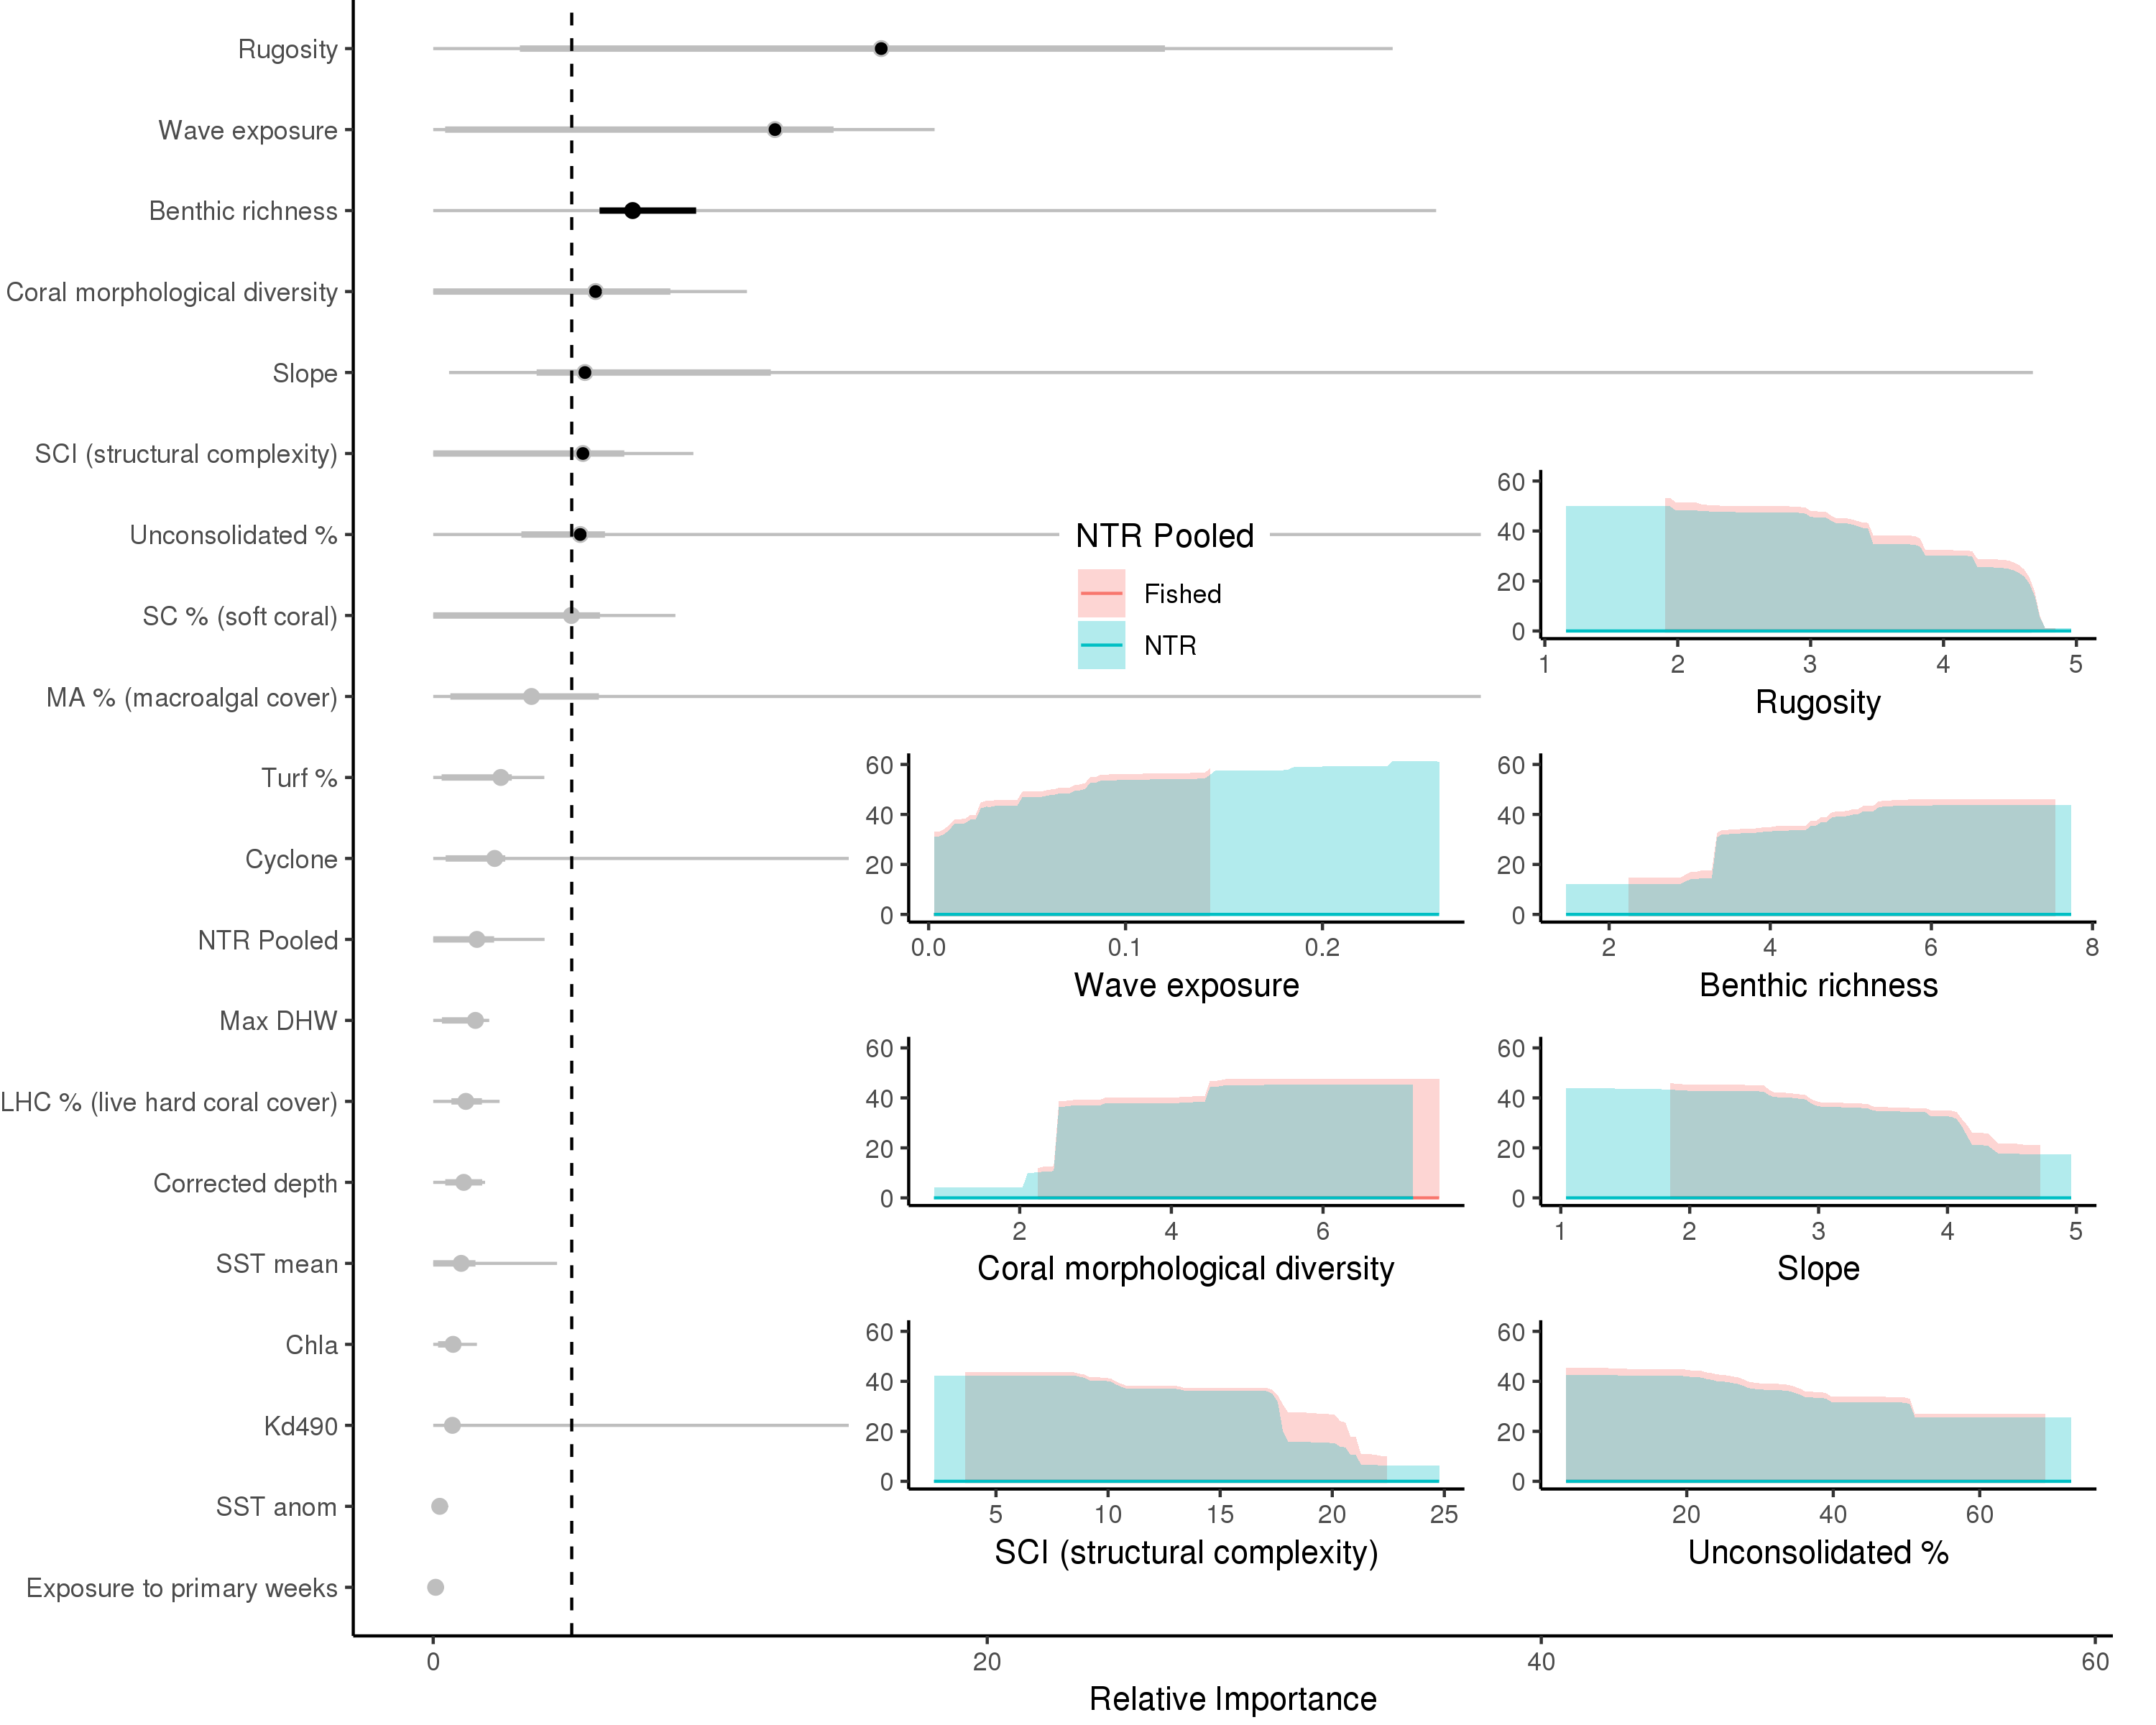 Rugosity
Wave exposure
Benthic richness
Coral morphological diversity
Slope
SCI (structural complexity)
Unconsolidated %
SC % (soft coral)
MA % (macroalgal cover)
Turf %
Cyclone
NTR Pooled
Max DHW
LHC % (live hard coral cover)
Corrected depth
SST mean
Chla
Kd490
SST anom
Exposure to primary weeks
0 20 40 60
Relative Importance
NTR Pooled
Fished
NTR
60
40
20
0
1 2 3 4 5
Rugosity
60
40
20
0
0.0 0.1 0.2
Wave exposure
60
40
20
0
2 4 6 8
Benthic richness
60
40
20
0
2 4 6
Coral morphological diversity
60
40
20
0
1 2 3 4 5
Slope
60
40
20
0
5 10 15 20 25
SCI (structural complexity)
60
40
20
0
20 40 60
Unconsolidated %